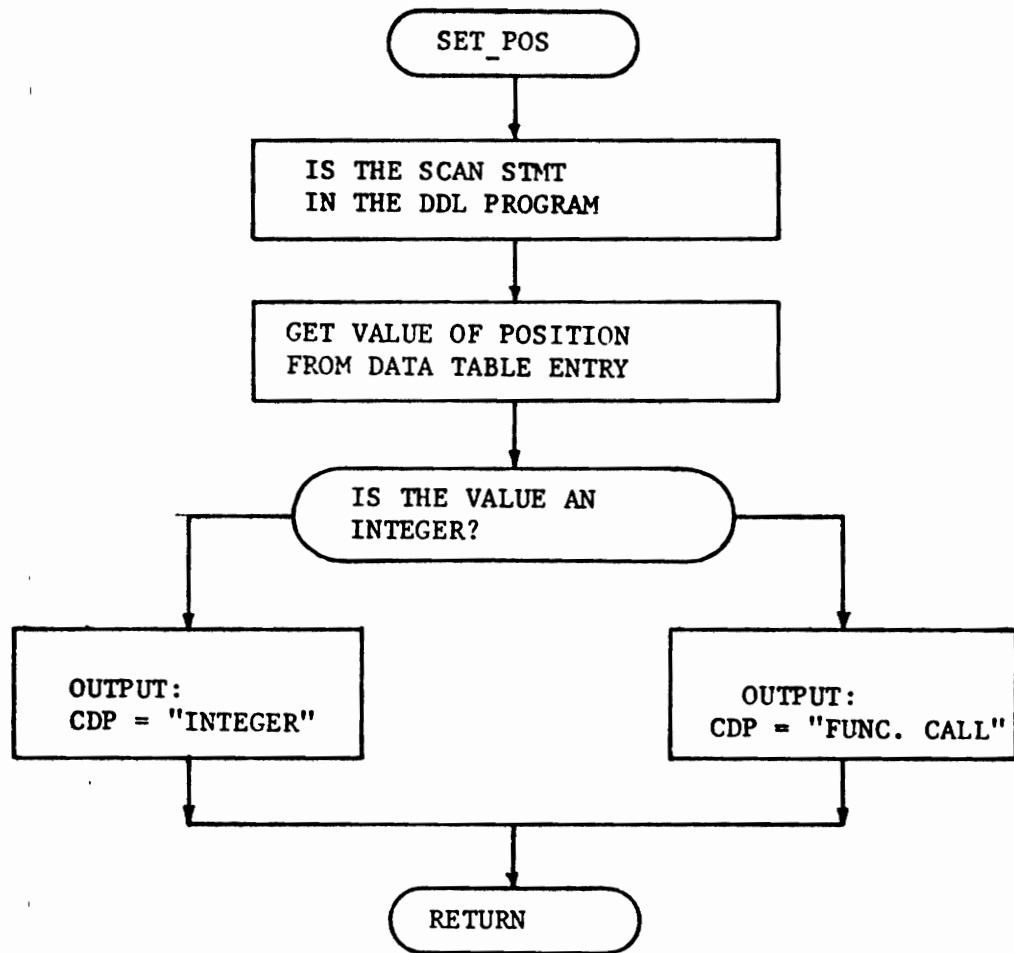 SET_POS
IS THE SCAN STMT
IN THE DDL PROGRAM
GET VALUE OF POSITION
FROM DATA TABLE ENTRY
IS THE VALUE AN
INTEGER?
OUTPUT:
CDP = "INTEGER"
OUTPUT:
CDP = "FUNC. CALL"
RETURN